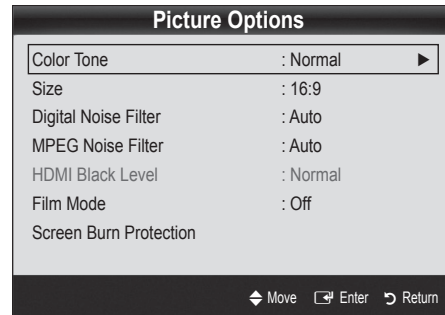 Picture Options
Color Tone : Normal ►
Size : 16:9
Digital Noise Filter : Auto
MPEG Noise Filter : Auto
HDMI Black Level : Normal
Film Mode : Off
Screen Burn Protection
Move Enter Return